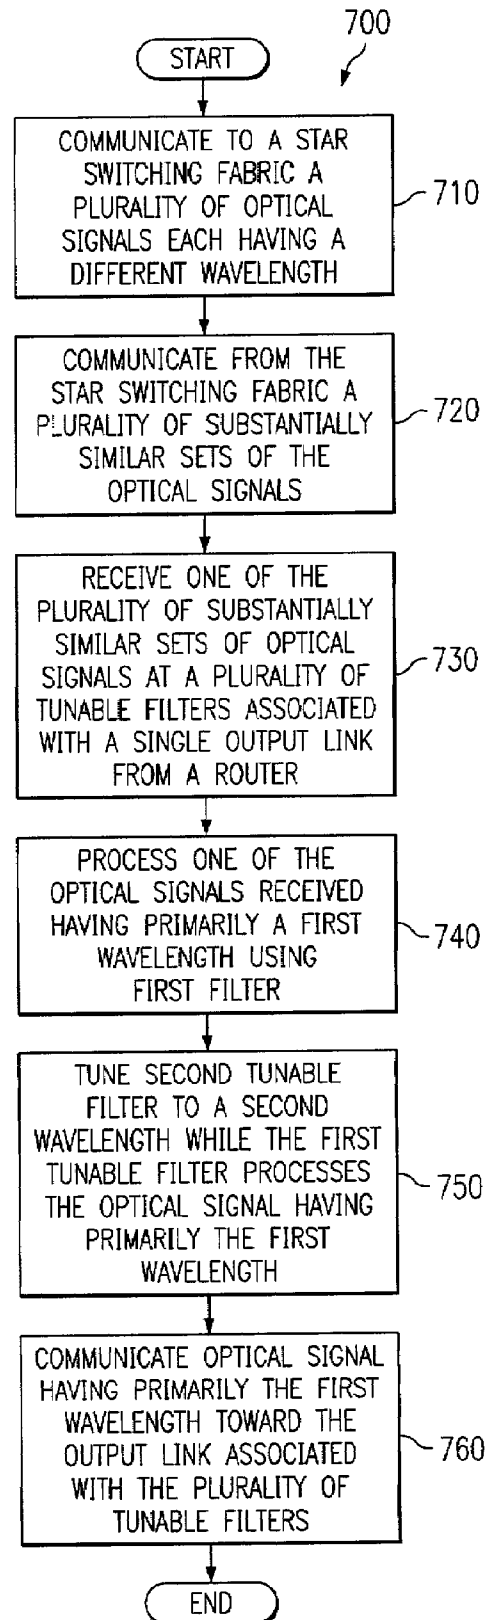 700
START
COMMUNICATE TO A STAR
SWITCHING FABRIC A
PLURALITY OF OPTICAL
SIGNALS EACH HAVING A
DIFFERENT WAVELENGTH
710
COMMUNICATE FROM THE
STAR SWITCHING FABRIC A
PLURALITY OF SUBSTANTIALLY
SIMILAR SETS OF THE
OPTICAL SIGNALS
720
RECEIVE ONE OF THE
PLURALITY OF SUBSTANTIALLY
SIMILAR SETS OF OPTICAL
SIGNALS AT A PLURALITY OF
TUNABLE FILTERS ASSOCIATED
WITH A SINGLE OUTPUT LINK
FROM A ROUTER
730
PROCESS ONE OF THE
OPTICAL SIGNALS RECEIVED
HAVING PRIMARILY A FIRST
WAVELENGTH USING
FIRST FILTER
740
TUNE SECOND TUNABLE
FILTER TO A SECOND
WAVELENGTH WHILE THE FIRST
TUNABLE FILTER PROCESSES
THE OPTICAL SIGNAL HAVING
PRIMARILY THE FIRST
WAVELENGTH
750
COMMUNICATE OPTICAL SIGNAL
HAVING PRIMARILY THE FIRST
WAVELENGTH TOWARD THE
OUTPUT LINK ASSOCIATED
WITH THE PLURALITY OF
TUNABLE FILTERS
760
END